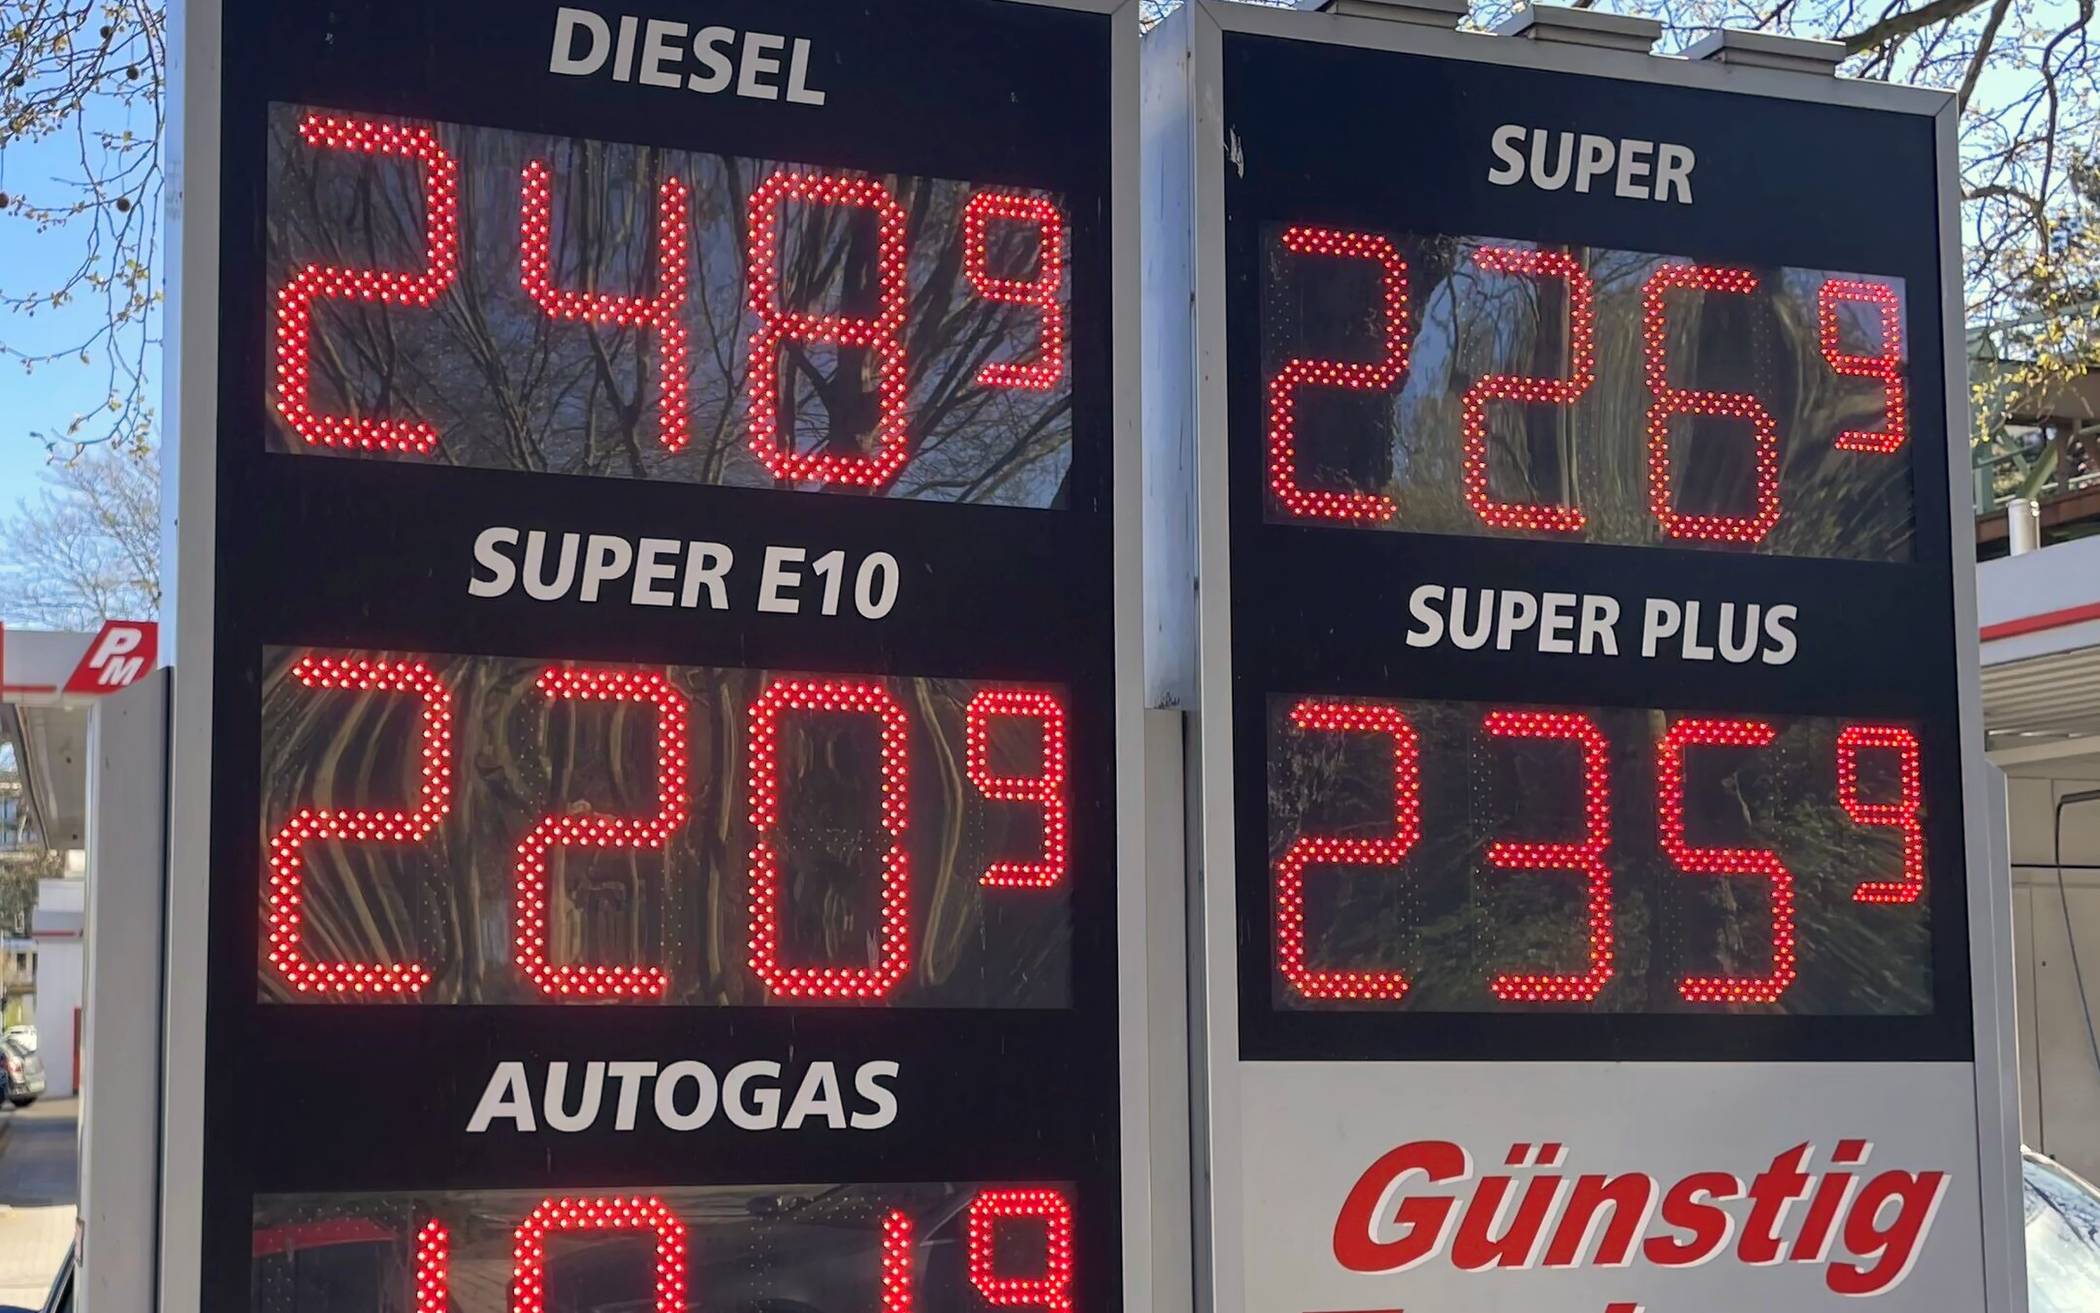 DIESEL
248⁹
SUPER E10
220⁹
AUTOGAS
SUPER
226⁹
SUPER PLUS
235⁹
Günstig
PM